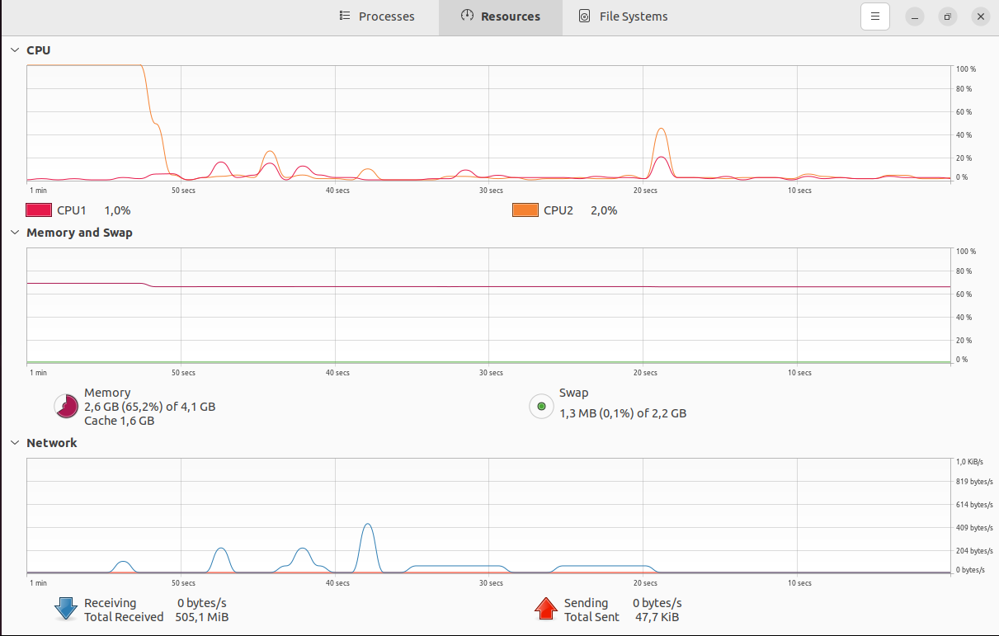 Processes Resources File Systems
CPU
100 %
80 %
60 %
40 %
20 %
0 %
1 min 50 secs 40 secs 30 secs 20 secs 10 secs
CPU1 1,0% CPU2 2,0%
Memory and Swap
100 %
80 %
60 %
40 %
20 %
0 %
1 min 50 secs 40 secs 30 secs 20 secs 10 secs
Memory Swap
2,6 GB (65,2%) of 4,1 GB 1,3 MB (0,1%) of 2,2 GB
Cache 1,6 GB
Network
1,0 KiB/s
819 bytes/s
614 bytes/s
409 bytes/s
204 bytes/s
0 bytes/s
1 min 50 secs 40 secs 30 secs 20 secs 10 secs
Receiving 0 bytes/s Sending 0 bytes/s
Total Received 505,1 MiB Total Sent 47,7 KiB